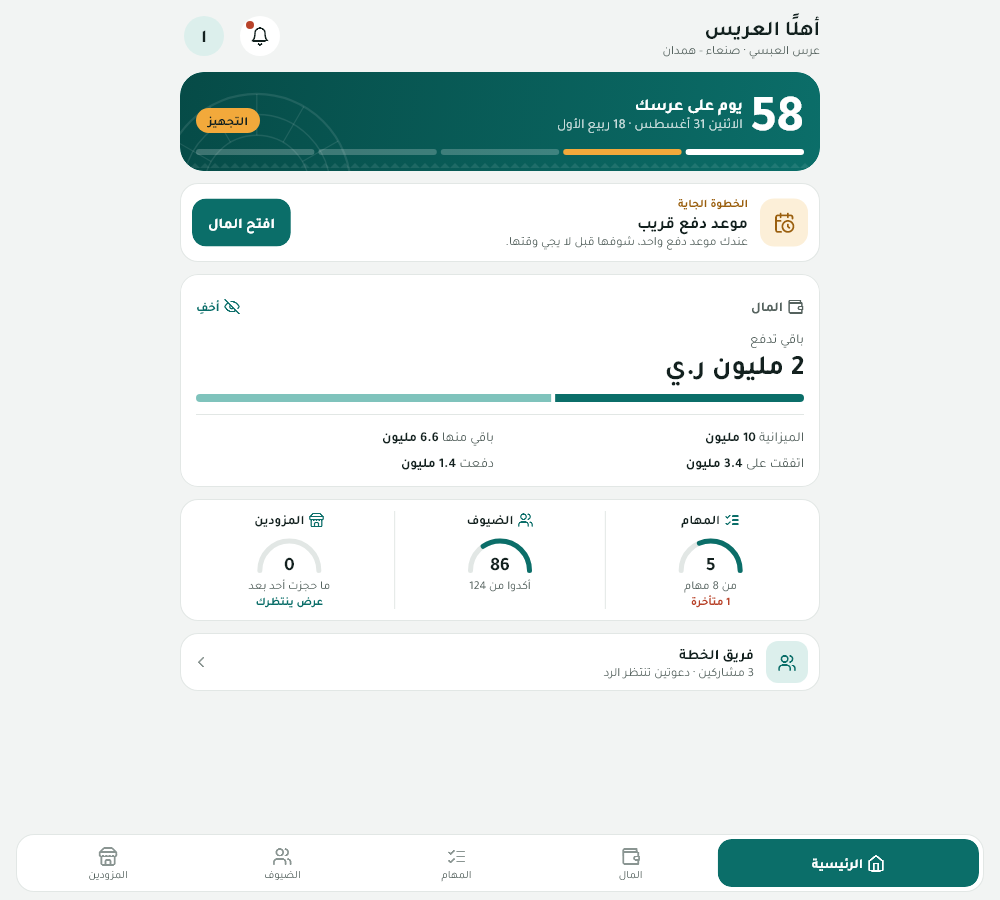 أهلًا العريس
عرس العبسي · صنعاء - همدان
ا
58
يوم على عرسك
الاثنين 31 أغسطس · 18 ربيع الأول
التجهيز
الخطوة الجاية
موعد دفع قريب
عندك موعد دفع واحد، شوفها قبل لا يجي وقتها.
افتح المال
المال
أخفِ
باقي تدفع
2 مليون ر.ي
الميزانية 10 مليون
باقي منها 6.6 مليون
اتفقت على 3.4 مليون
دفعت 1.4 مليون
المهام
5
من 8 مهام
1 متأخرة
الضيوف
86
أكدوا من 124
المزودين
0
ما حجزت أحد بعد
عرض ينتظرك
فريق الخطة
3 مشاركين · دعوتين تنتظر الرد
الرئيسية
المال
المهام
الضيوف
المزودين